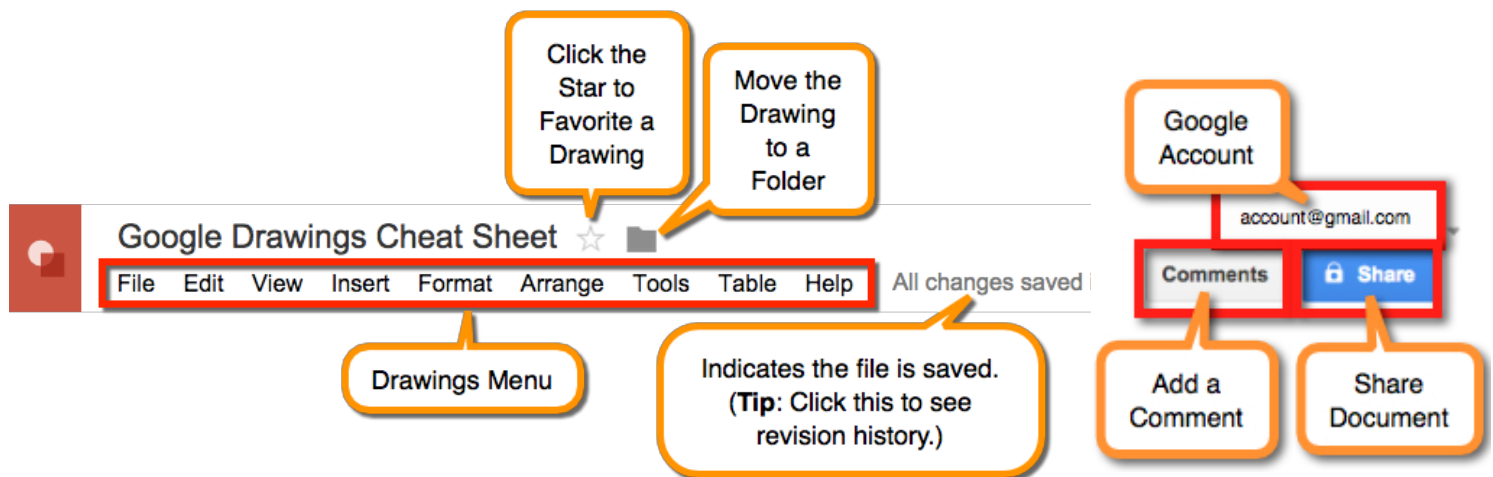 Click the
Star to
Favorite a
Drawing
Move the
Drawing
to a
Folder
Google
Account
account@gmail.com
Google Drawings Cheat Sheet
File Edit View Insert Format Arrange Tools Table Help All changes saved
Comments Share
Drawings Menu
Indicates the file is saved.
(Tip: Click this to see
revision history.)
Add a
Comment
Share
Document